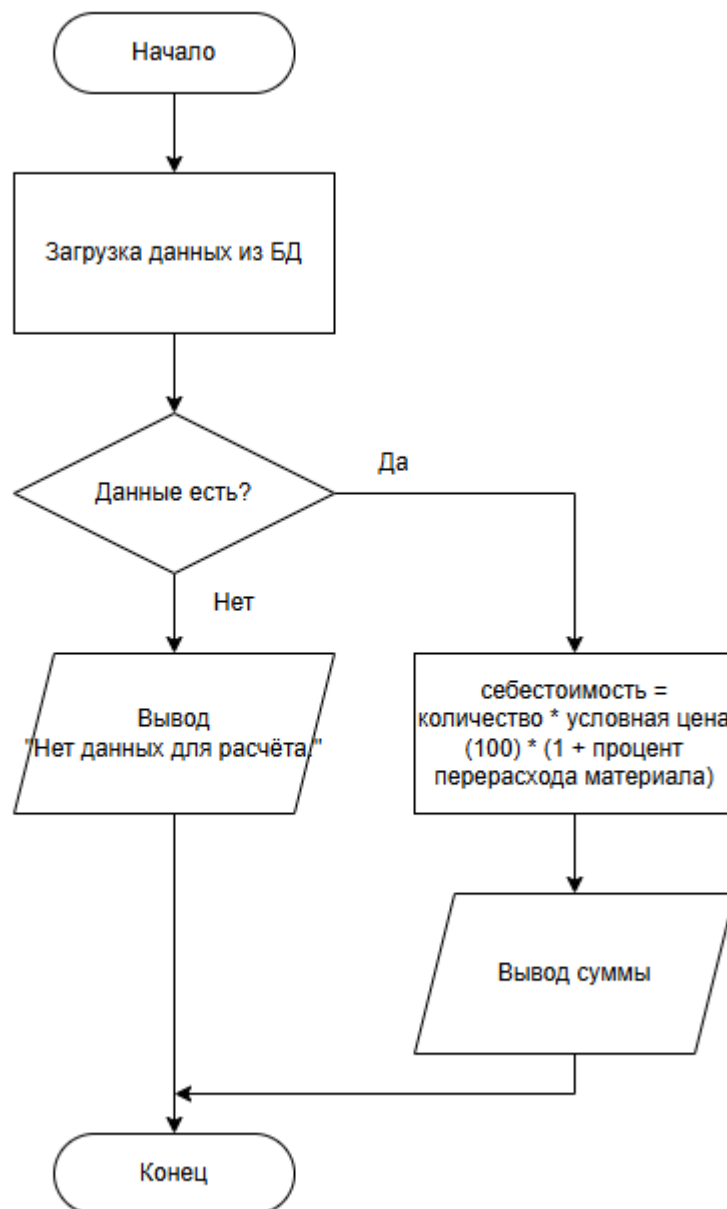 Начало
Загрузка данных из БД
Данные есть?
Да
Нет
Вывод
"Нет данных для расчёта."
себестоимость =
количество * условная цена
(100) * (1 + процент
перерасхода материала)
Вывод суммы
Конец